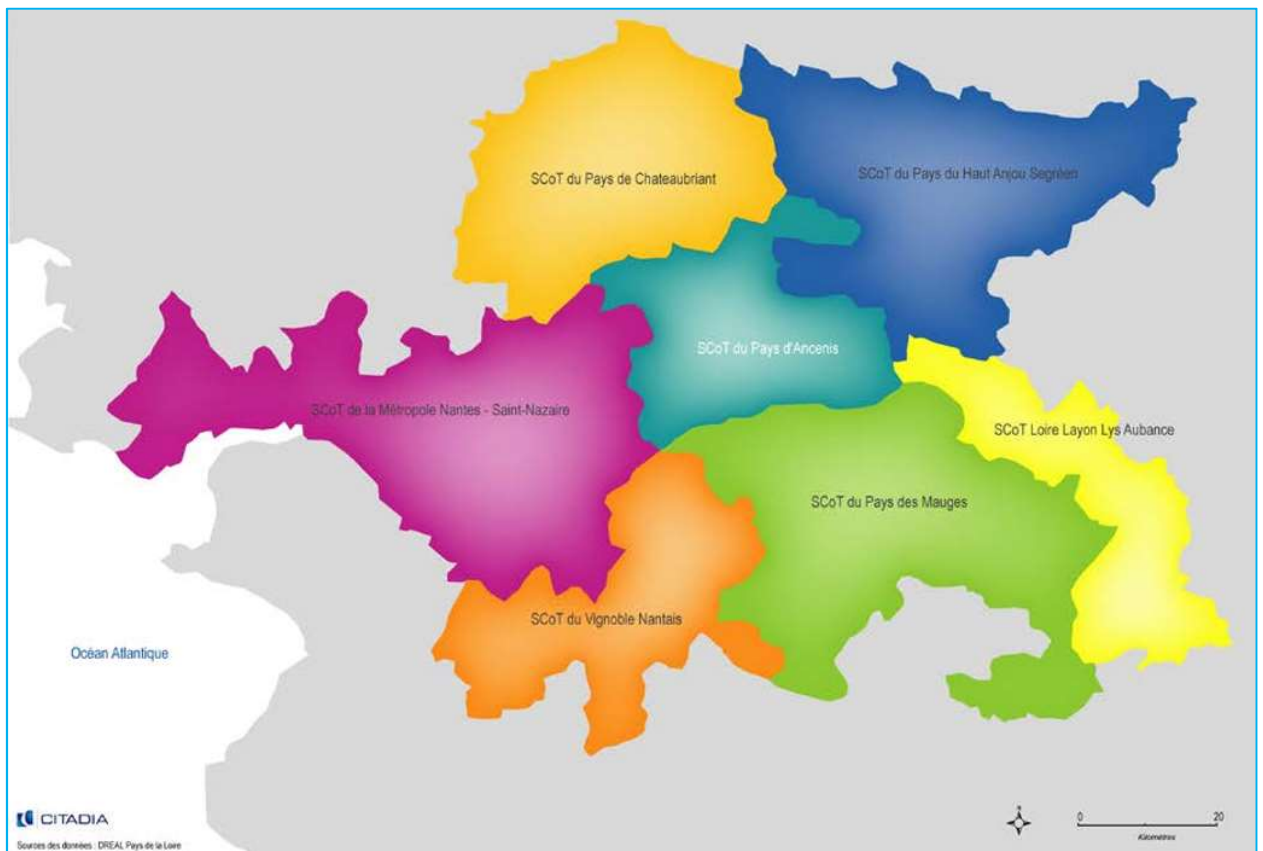 SCoT du Pays de Chateaubriant
SCoT du Pays du Haut Anjou Segréen
SCoT du Pays d'Ancenis
SCoT de la Métropole Nantes - Saint-Nazaire
SCoT Loire Layon Lys Aubance
SCoT du Pays des Mauges
SCoT du Vignoble Nantais
Océan Atlantique
CITADIA
Sources des données : DREAL Pays de la Loire
N
0 20
Kilomètres